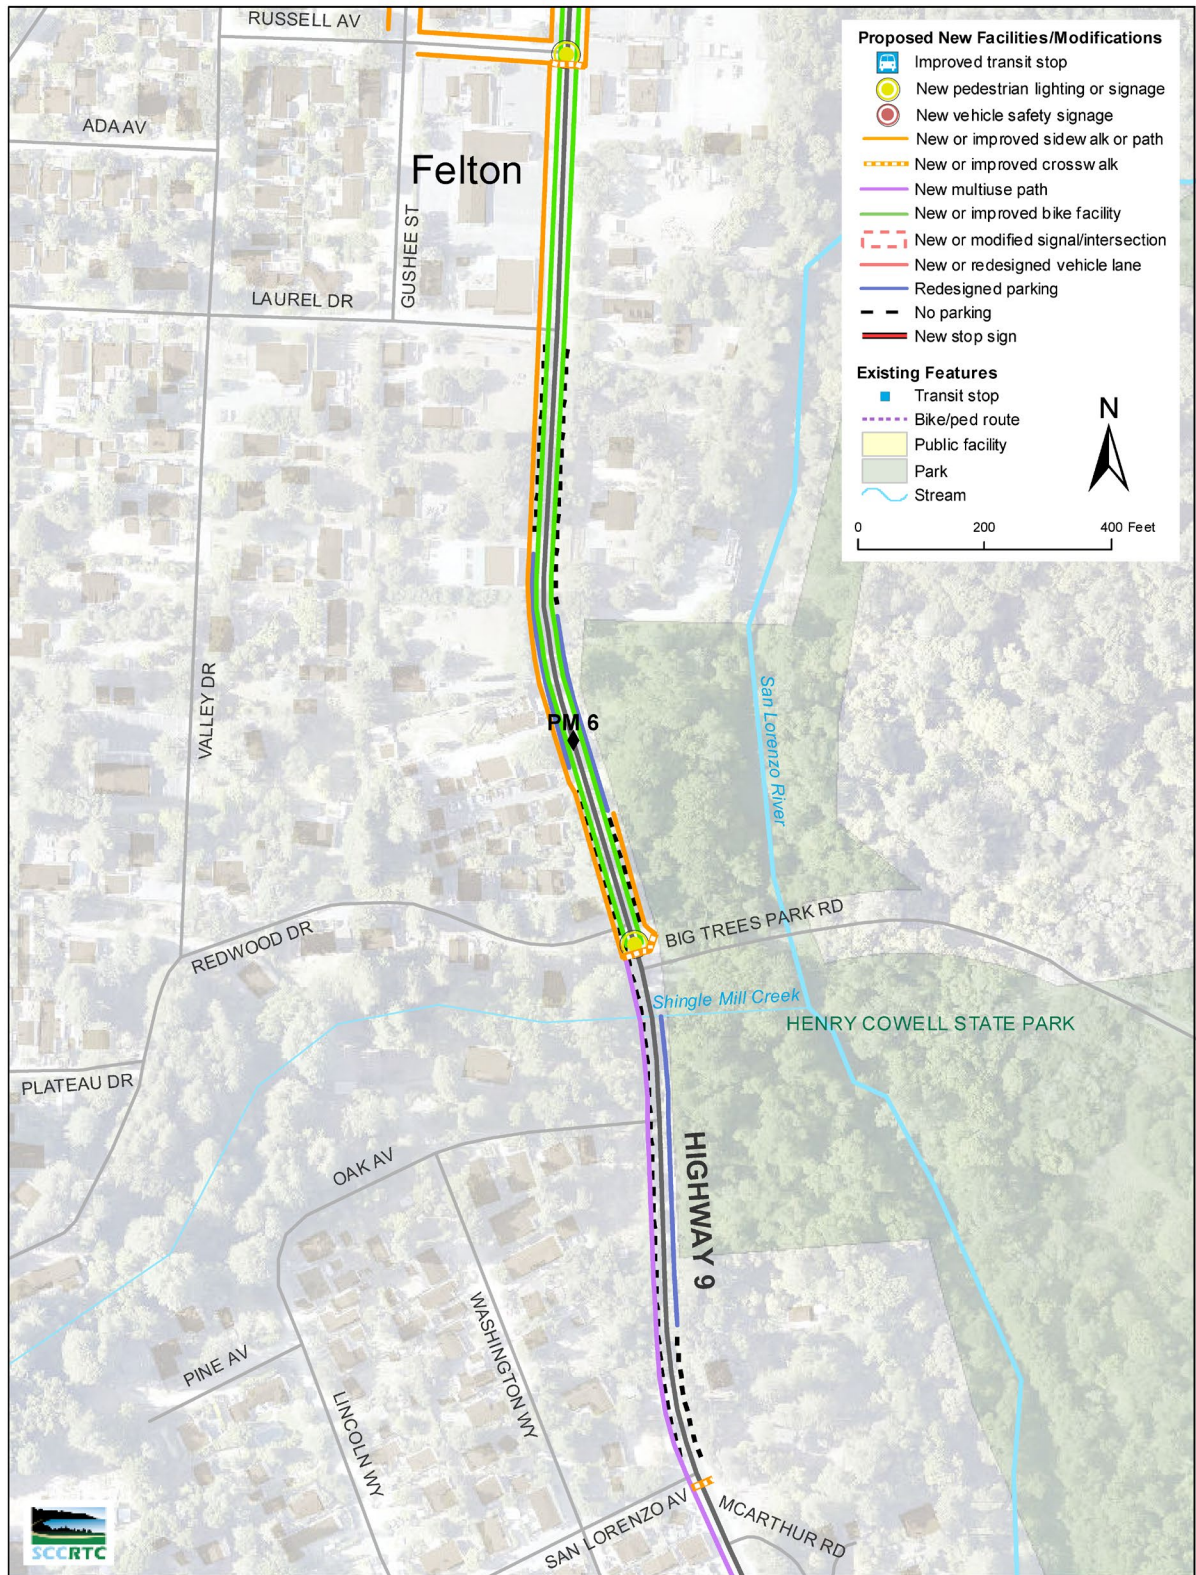 RUSSELL AV
ADA AV
Felton
GUSHEE ST
LAUREL DR
VALLEY DR
PM 6
San Lorenzo River
REDWOOD DR
BIG TREES PARK RD
Shingle Mill Creek
HENRY COWELL STATE PARK
PLATEAU DR
OAK AV
HIGHWAY 9
WASHINGTON WY
PINE AV
LINCOLN WY
SAN LORENZO AV
MCARTHUR RD
SCCRTC
Proposed New Facilities/Modifications
Improved transit stop
New pedestrian lighting or signage
New vehicle safety signage
New or improved sidewalk or path
New or improved crosswalk
New multiuse path
New or improved bike facility
New or modified signal/intersection
New or redesigned vehicle lane
Redesigned parking
No parking
New stop sign
Existing Features
Transit stop
Bike/ped route
Public facility
Park
Stream
N
0 200 400 Feet